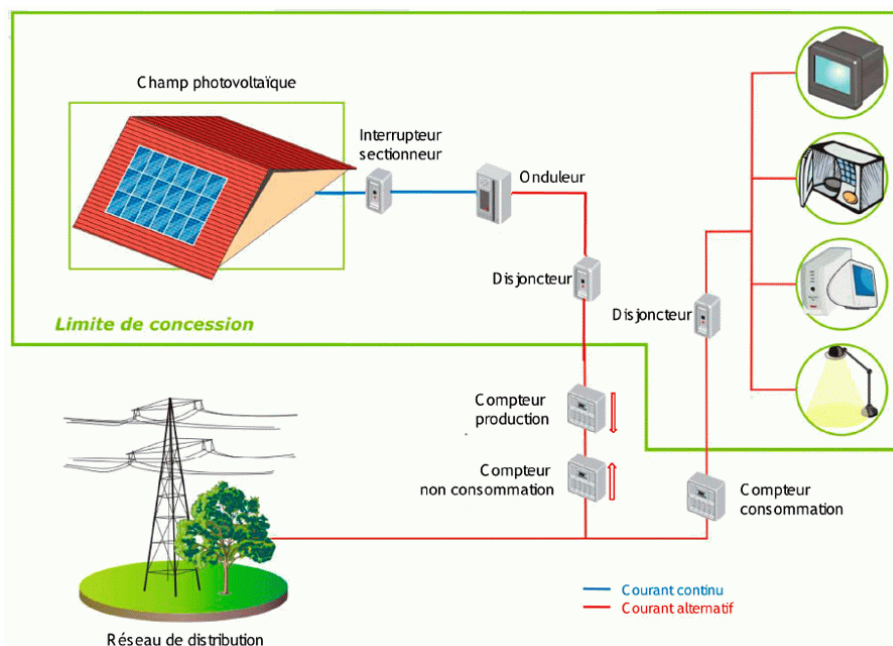 Champ photovoltaïque
Interrupteur
sectionneur
Onduleur
Disjoncteur
Disjoncteur
Limite de concession
Compteur
production
Compteur
non consommation
Compteur
consommation
Courant continu
Courant alternatif
Réseau de distribution